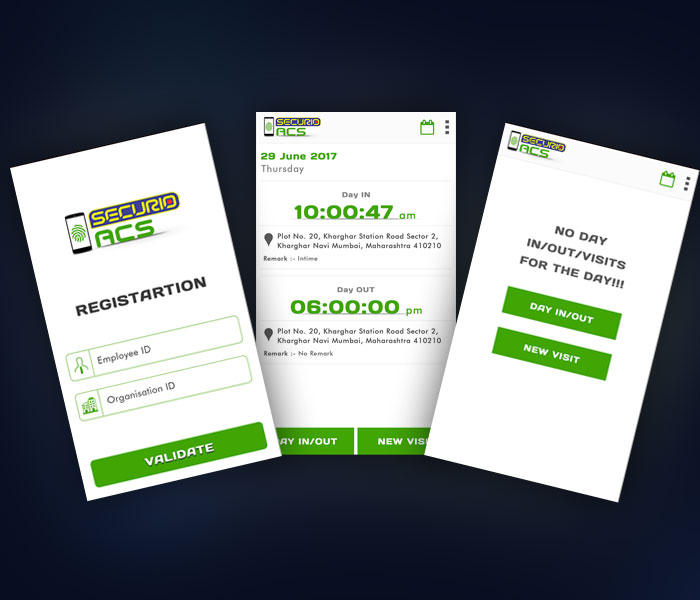 SECURIO
ACS
REGISTARTION
Employee ID
Organisation ID
VALIDATE
SECURIO
ACS
29 June 2017
Thursday
Day IN
10:00:47 am
Plot No. 20, Kharghar Station Road Sector 2,
Kharghar Navi Mumbai, Maharashtra 410210
Remark :- Intime
Day OUT
06:00:00 pm
Plot No. 20, Kharghar Station Road Sector 2,
Kharghar Navi Mumbai, Maharashtra 410210
Remark :- No Remark
AY IN/OUT
NEW VISI
SECURIO
ACS
NO DAY
IN/OUT/VISITS
FOR THE DAY!!!
DAY IN/OUT
NEW VISIT